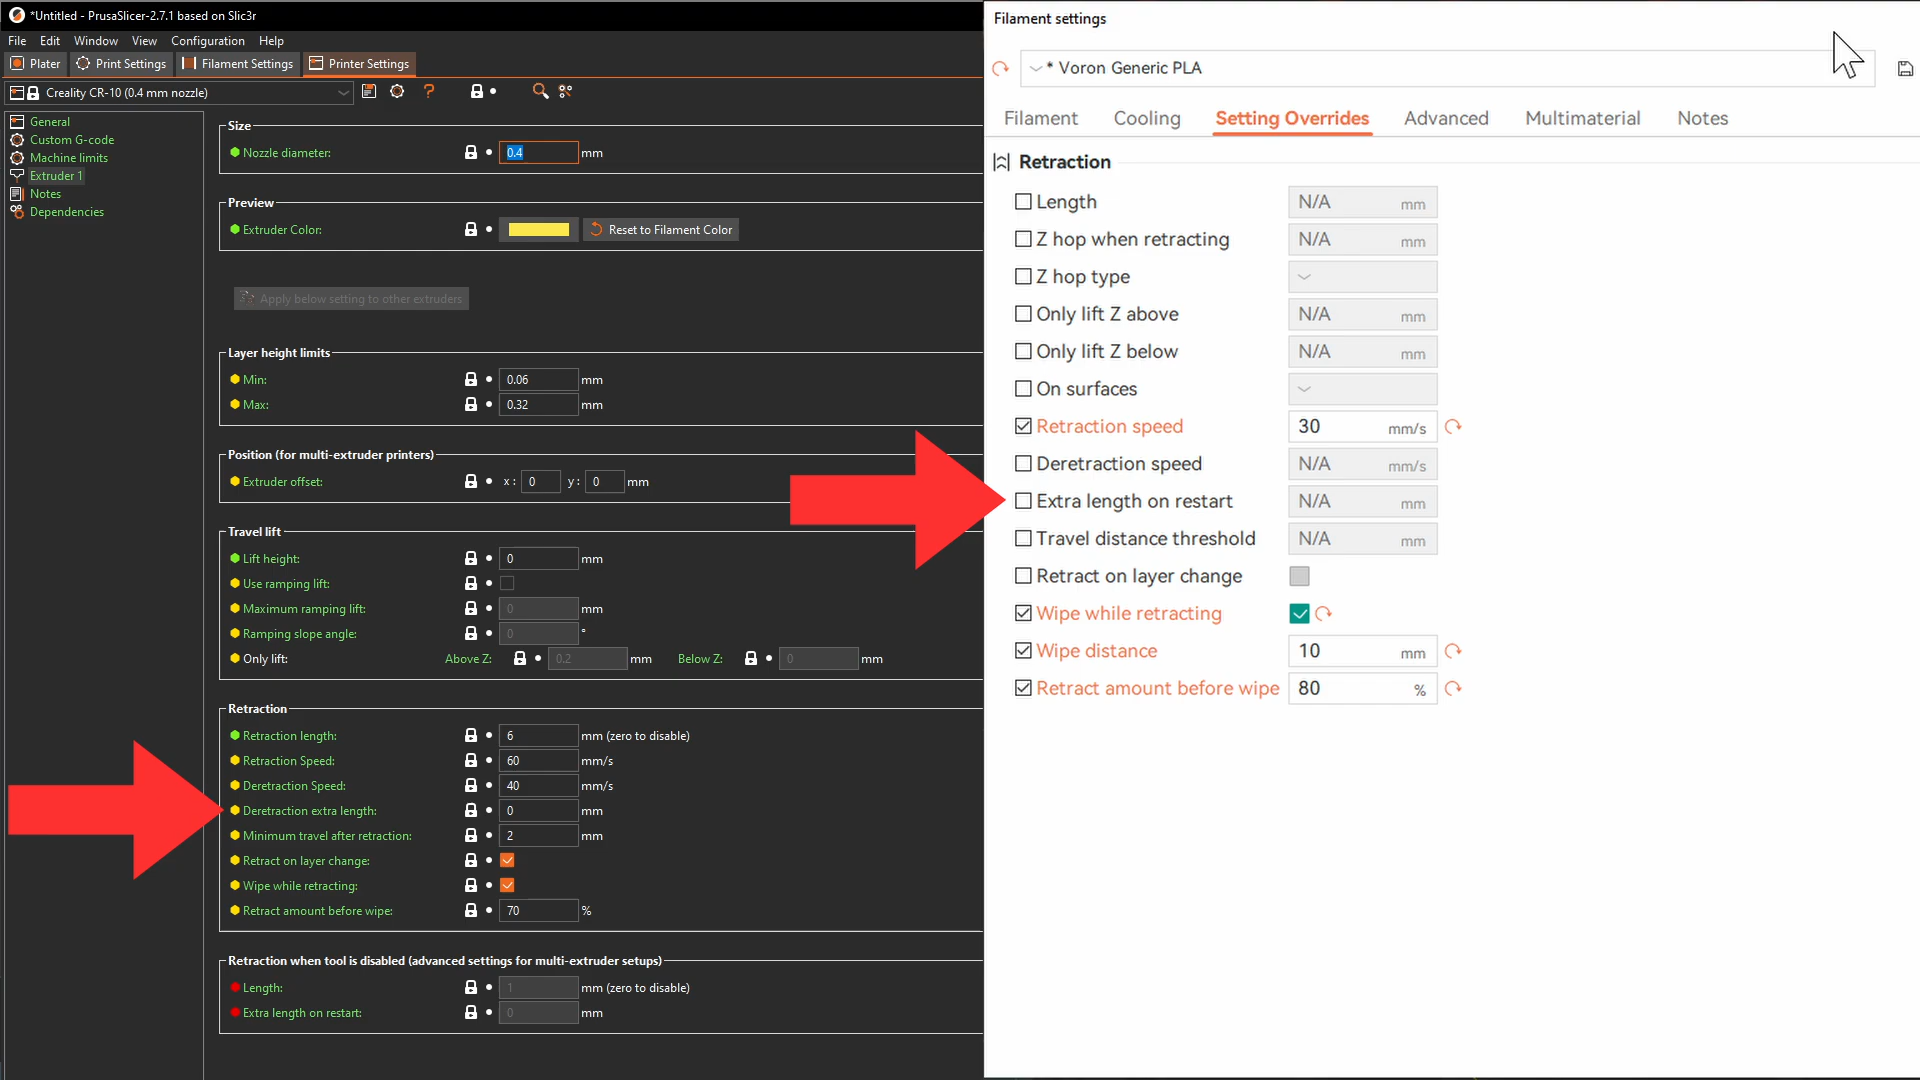 *Untitled - PrusaSlicer-2.7.1 based on Slic3r
File Edit Window View Configuration Help
Plater Print Settings Filament Settings Printer Settings
Creality CR-10 (0.4 mm nozzle) ?
General
Custom G-code
Machine limits
Extruder 1
Notes
Dependencies
Size
Nozzle diameter: 0.4 mm
Preview
Extruder Color: Reset to Filament Color
Apply below setting to other extruders
Layer height limits
Min: 0.06 mm
Max: 0.32 mm
Position (for multi-extruder printers)
Extruder offset: x: 0 y: 0 mm
Travel lift
Lift height: 0 mm
Use ramping lift:
Maximum ramping lift: 0 mm
Ramping slope angle: 0 °
Only lift: Above Z: 0.2 mm Below Z: 0 mm
Retraction
Retraction length: 6 mm (zero to disable)
Retraction Speed: 60 mm/s
Deretraction Speed: 40 mm/s
Deretraction extra length: 0 mm
Minimum travel after retraction: 2 mm
Retract on layer change:
Wipe while retracting:
Retract amount before wipe: 70 %
Retraction when tool is disabled (advanced settings for multi-extruder setups)
Length: 1 mm (zero to disable)
Extra length on restart: 0 mm
Filament settings
* Voron Generic PLA
Filament Cooling Setting Overrides Advanced Multimaterial Notes
Retraction
Length N/A mm
Z hop when retracting N/A mm
Z hop type
Only lift Z above N/A mm
Only lift Z below N/A mm
On surfaces
Retraction speed 30 mm/s
Deretraction speed N/A mm/s
Extra length on restart N/A mm
Travel distance threshold N/A mm
Retract on layer change
Wipe while retracting
Wipe distance 10 mm
Retract amount before wipe 80 %